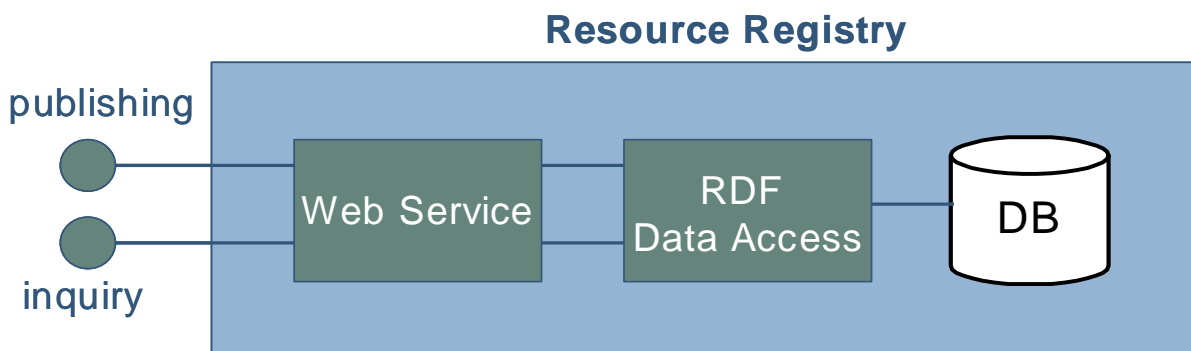 Resource Registry
publishing
Web Service
RDF
Data Access
DB
inquiry